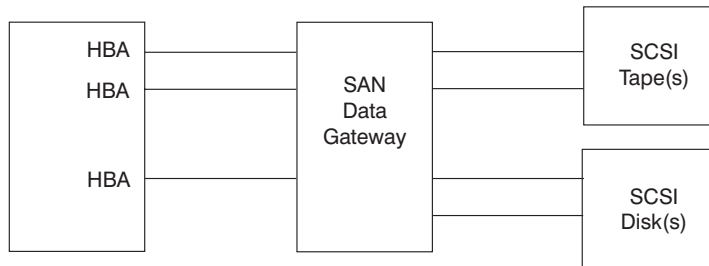 HBA
HBA
HBA
SAN
Data
Gateway
SCSI
Tape(s)
SCSI
Disk(s)